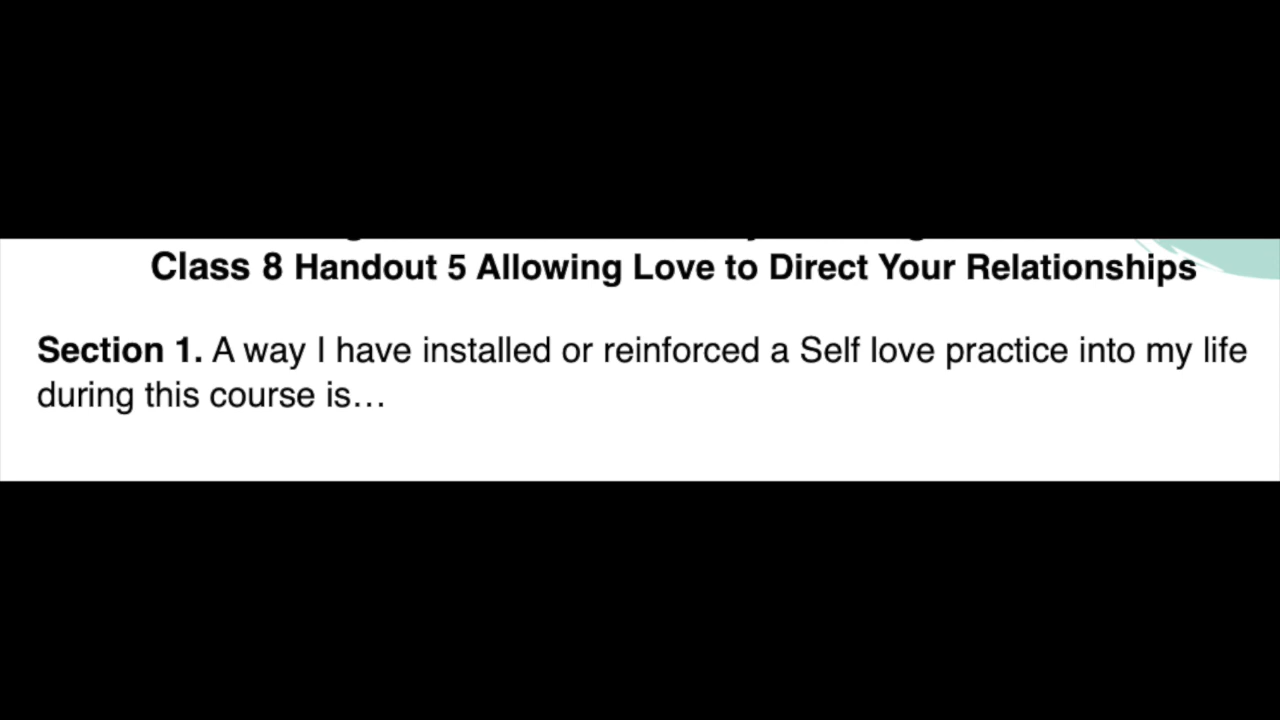 Class 8 Handout 5 Allowing Love to Direct Your Relationships
Section 1. A way I have installed or reinforced a Self love practice into my life
during this course is…